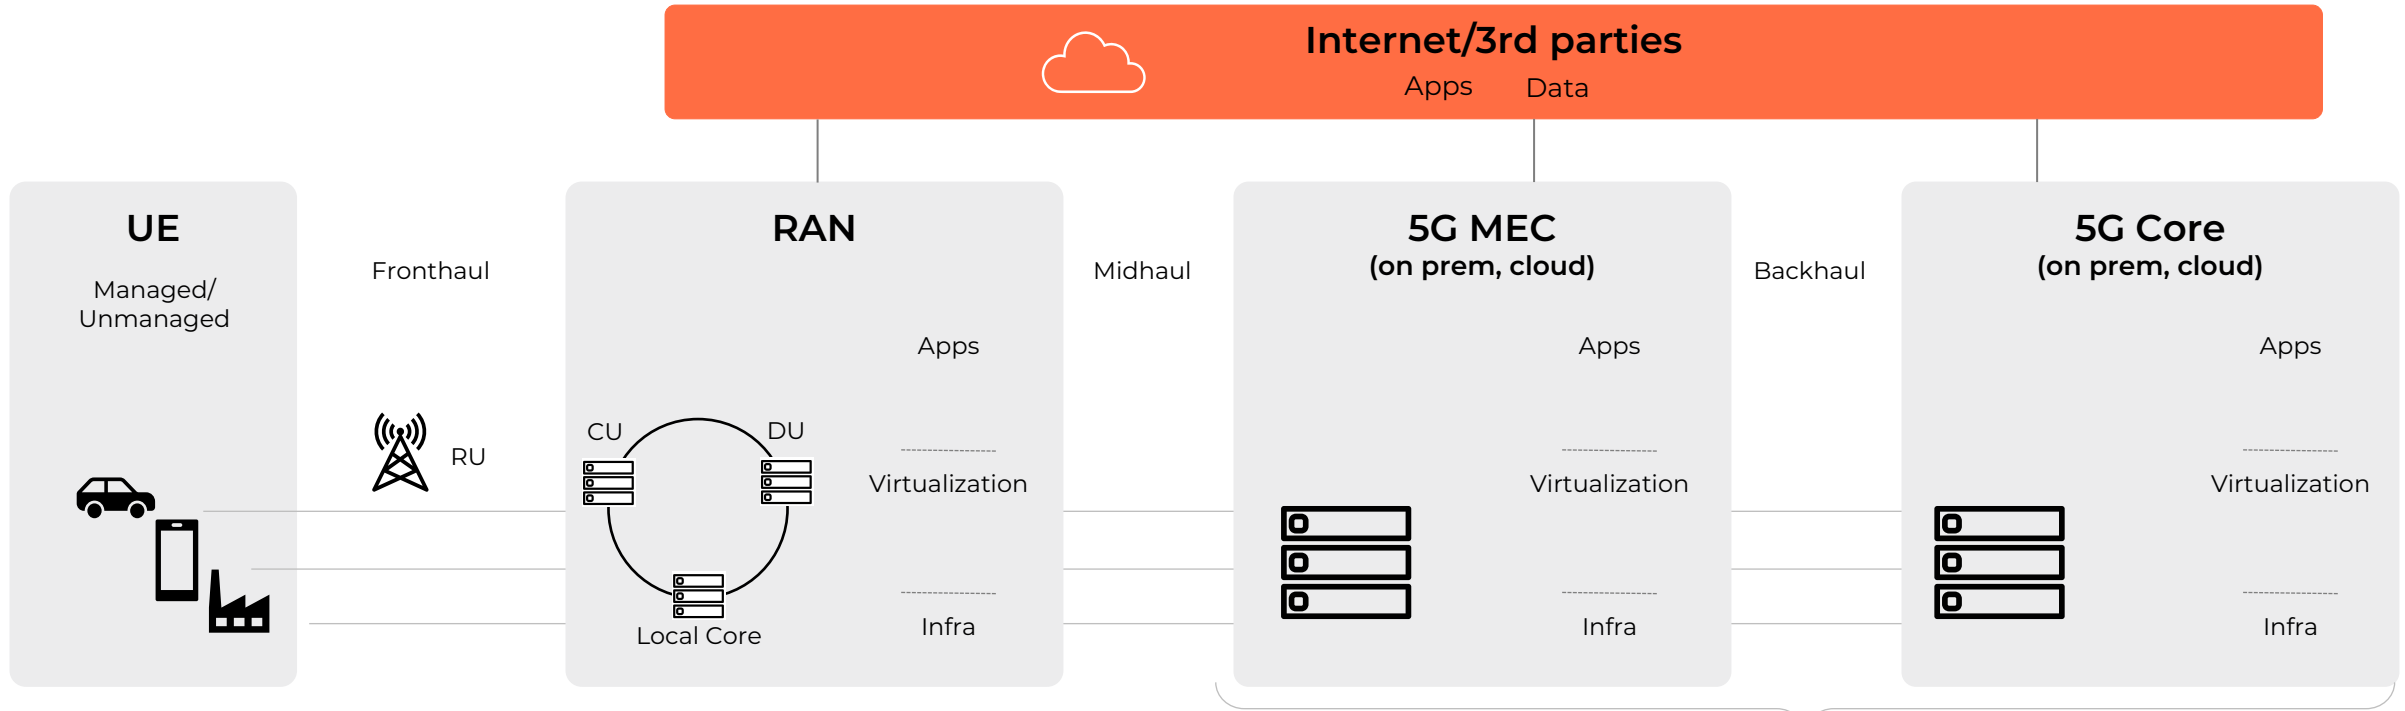 Internet/3rd parties
Apps Data
UE
Managed/
Unmanaged
Fronthaul
RU
RAN
CU
DU
Local Core
Apps
Virtualization
Infra
Midhaul
5G MEC
(on prem, cloud)
Apps
Virtualization
Infra
Backhaul
5G Core
(on prem, cloud)
Apps
Virtualization
Infra